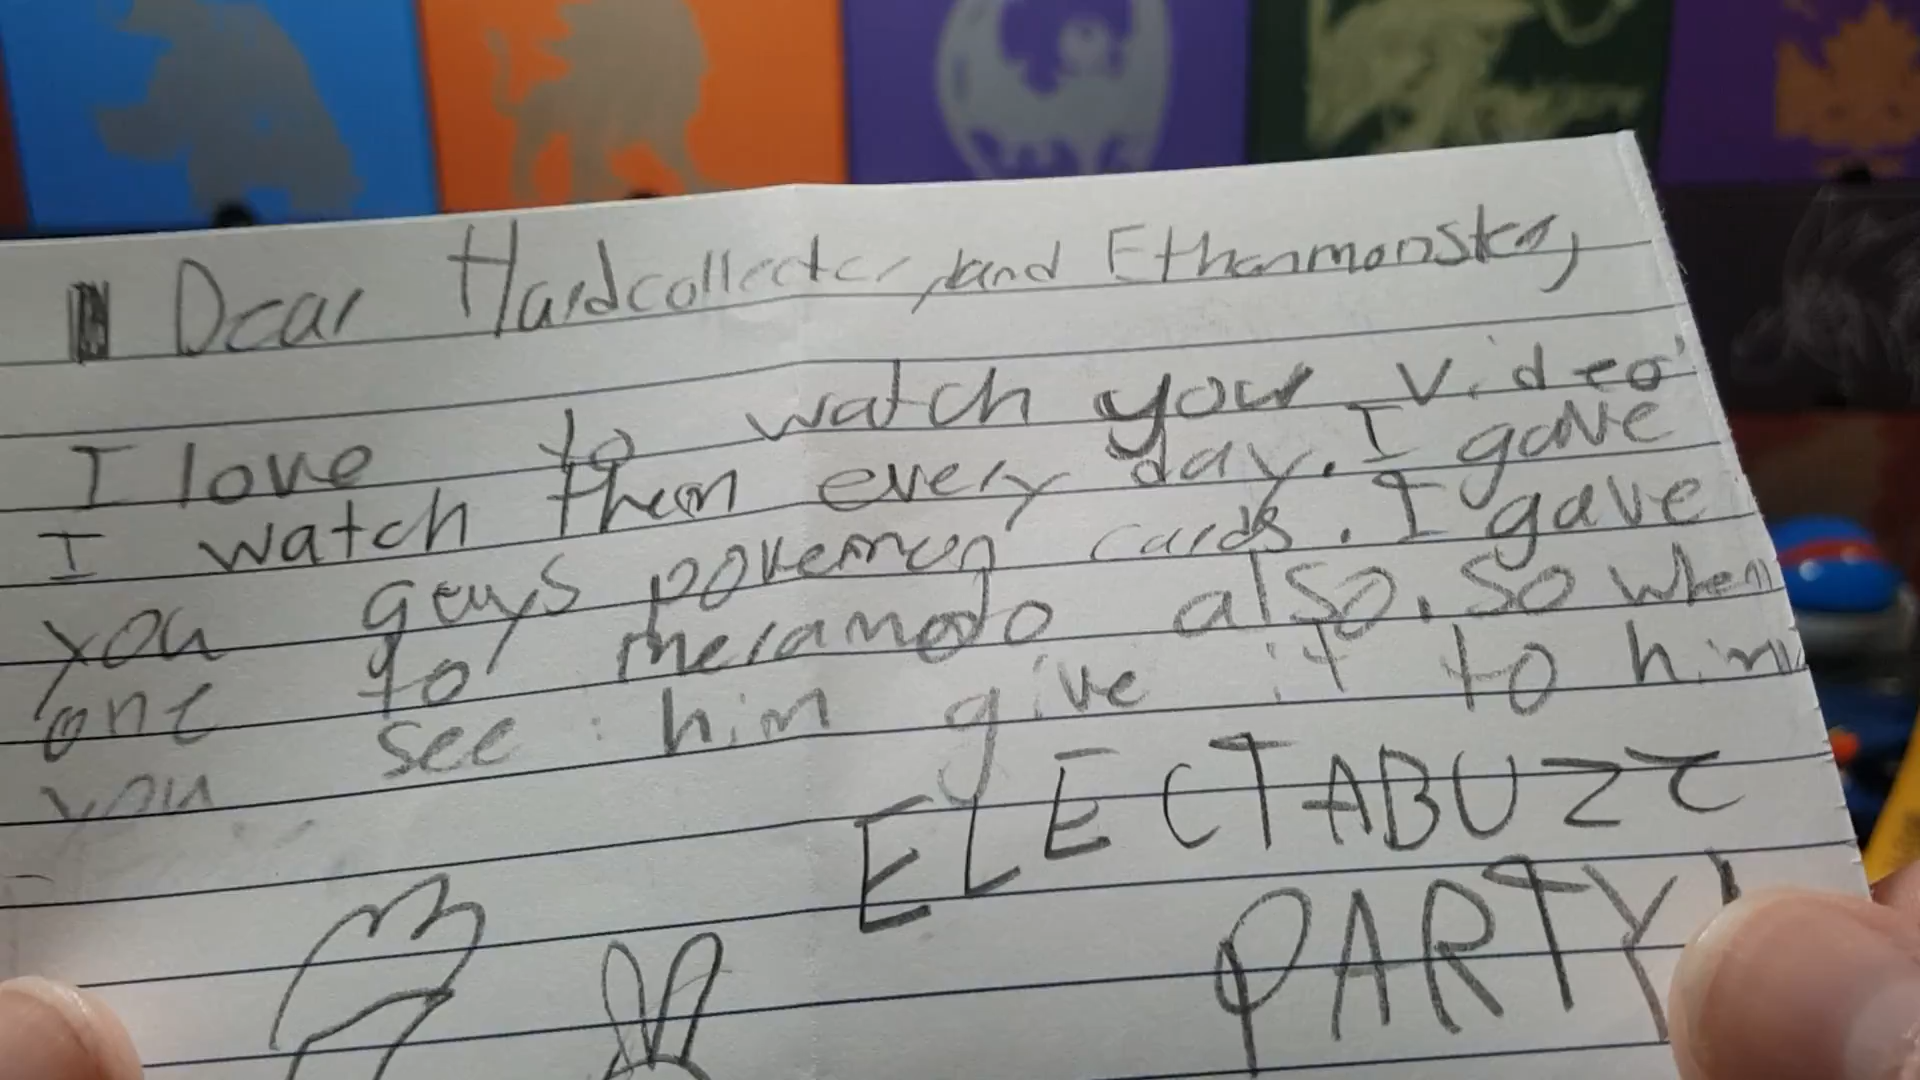 Dear Hardcollector, and Ethanmonster,
I love to watch your video'
I watch them every day. I gave
you guys pokemon cards. I gave
one to meramodo also. So when
you see him give it to him
ELECTABUZZ
PARTY!